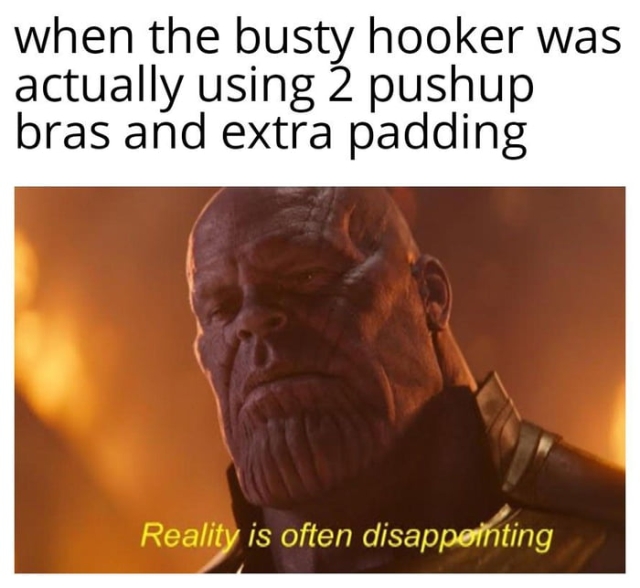 when the busty hooker was
actually using 2 pushup
bras and extra padding
Reality is often disappointing